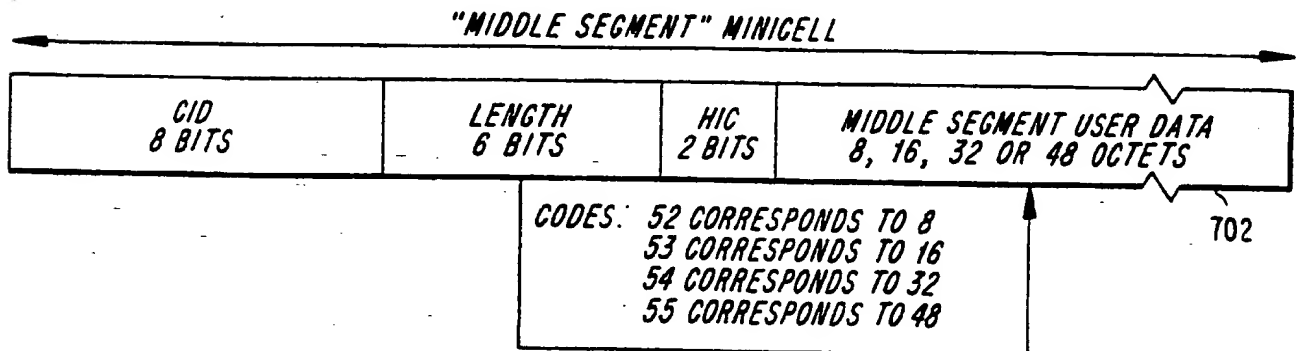 "MIDDLE SEGMENT" MINICELL
CID
8 BITS
LENGTH
6 BITS
HIC
2 BITS
MIDDLE SEGMENT USER DATA
8, 16, 32 OR 48 OCTETS
CODES: 52 CORRESPONDS TO 8
53 CORRESPONDS TO 16
54 CORRESPONDS TO 32
55 CORRESPONDS TO 48
702